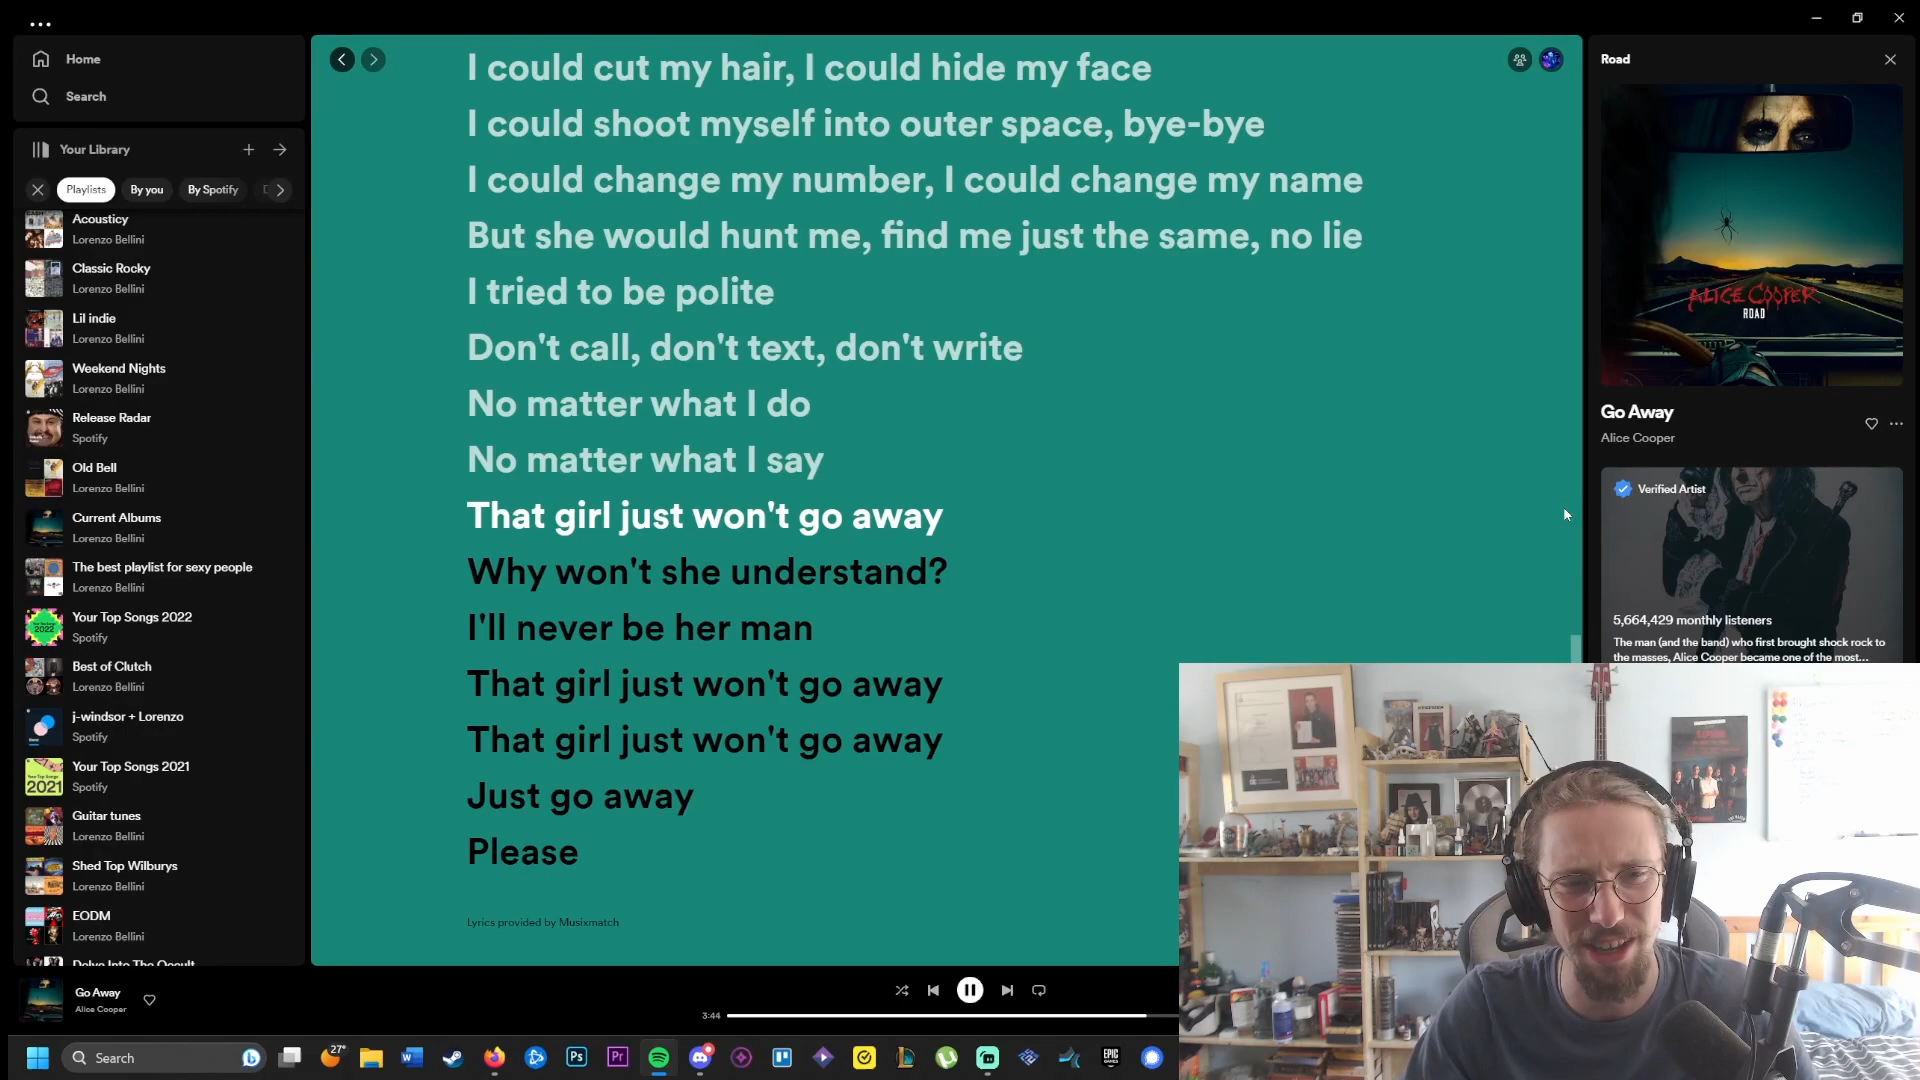 Home
Search
Your Library
Playlists
By you
By Spotify
Acousticy
Lorenzo Bellini
Classic Rocky
Lorenzo Bellini
Lil indie
Lorenzo Bellini
Weekend Nights
Lorenzo Bellini
Release Radar
Spotify
Old Bell
Lorenzo Bellini
Current Albums
Lorenzo Bellini
The best playlist for sexy people
Lorenzo Bellini
Your Top Songs 2022
Spotify
Best of Clutch
Lorenzo Bellini
j-windsor + Lorenzo
Spotify
Your Top Songs 2021
Spotify
Guitar tunes
Lorenzo Bellini
Shed Top Wilburys
Lorenzo Bellini
EODM
Lorenzo Bellini
Delve Into The Occult
I could cut my hair, I could hide my face
I could shoot myself into outer space, bye-bye
I could change my number, I could change my name
But she would hunt me, find me just the same, no lie
I tried to be polite
Don't call, don't text, don't write
No matter what I do
No matter what I say
That girl just won't go away
Why won't she understand?
I'll never be her man
That girl just won't go away
That girl just won't go away
Just go away
Please
Lyrics provided by Musixmatch
Road
ALICE COOPER
ROAD
Go Away
Alice Cooper
Verified Artist
5,664,429 monthly listeners
The man (and the band) who first brought shock rock to
the masses, Alice Cooper became one of the most...
Go Away
Alice Cooper
3:44
Search
27°
Ps
Pr
EPIC